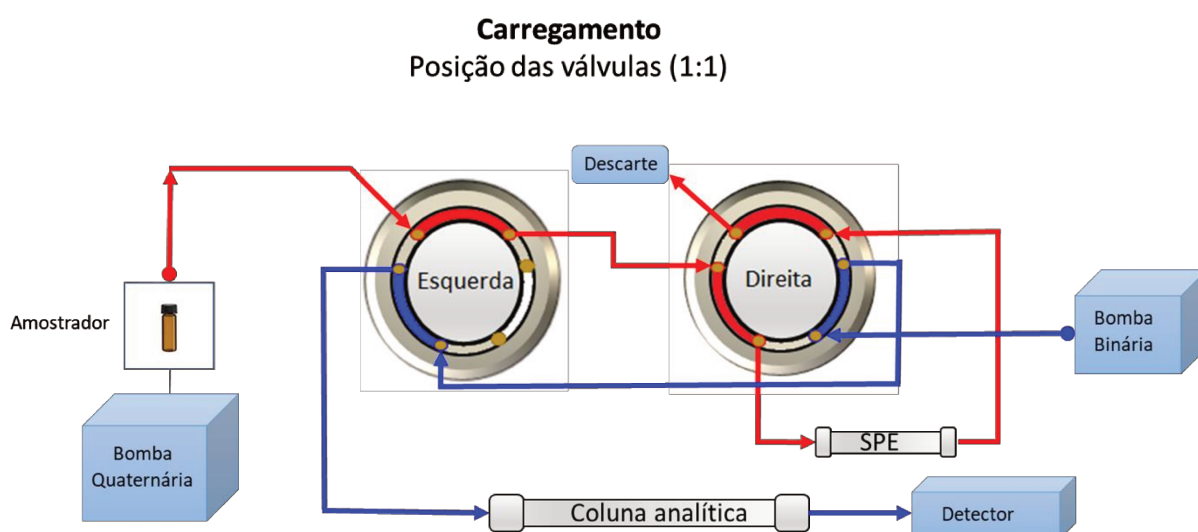 Carregamento
Posição das válvulas (1:1)
Descarte
Esquerda
Direita
Amostrador
Bomba
Binária
Bomba
Quaternária
SPE
Coluna analítica
Detector